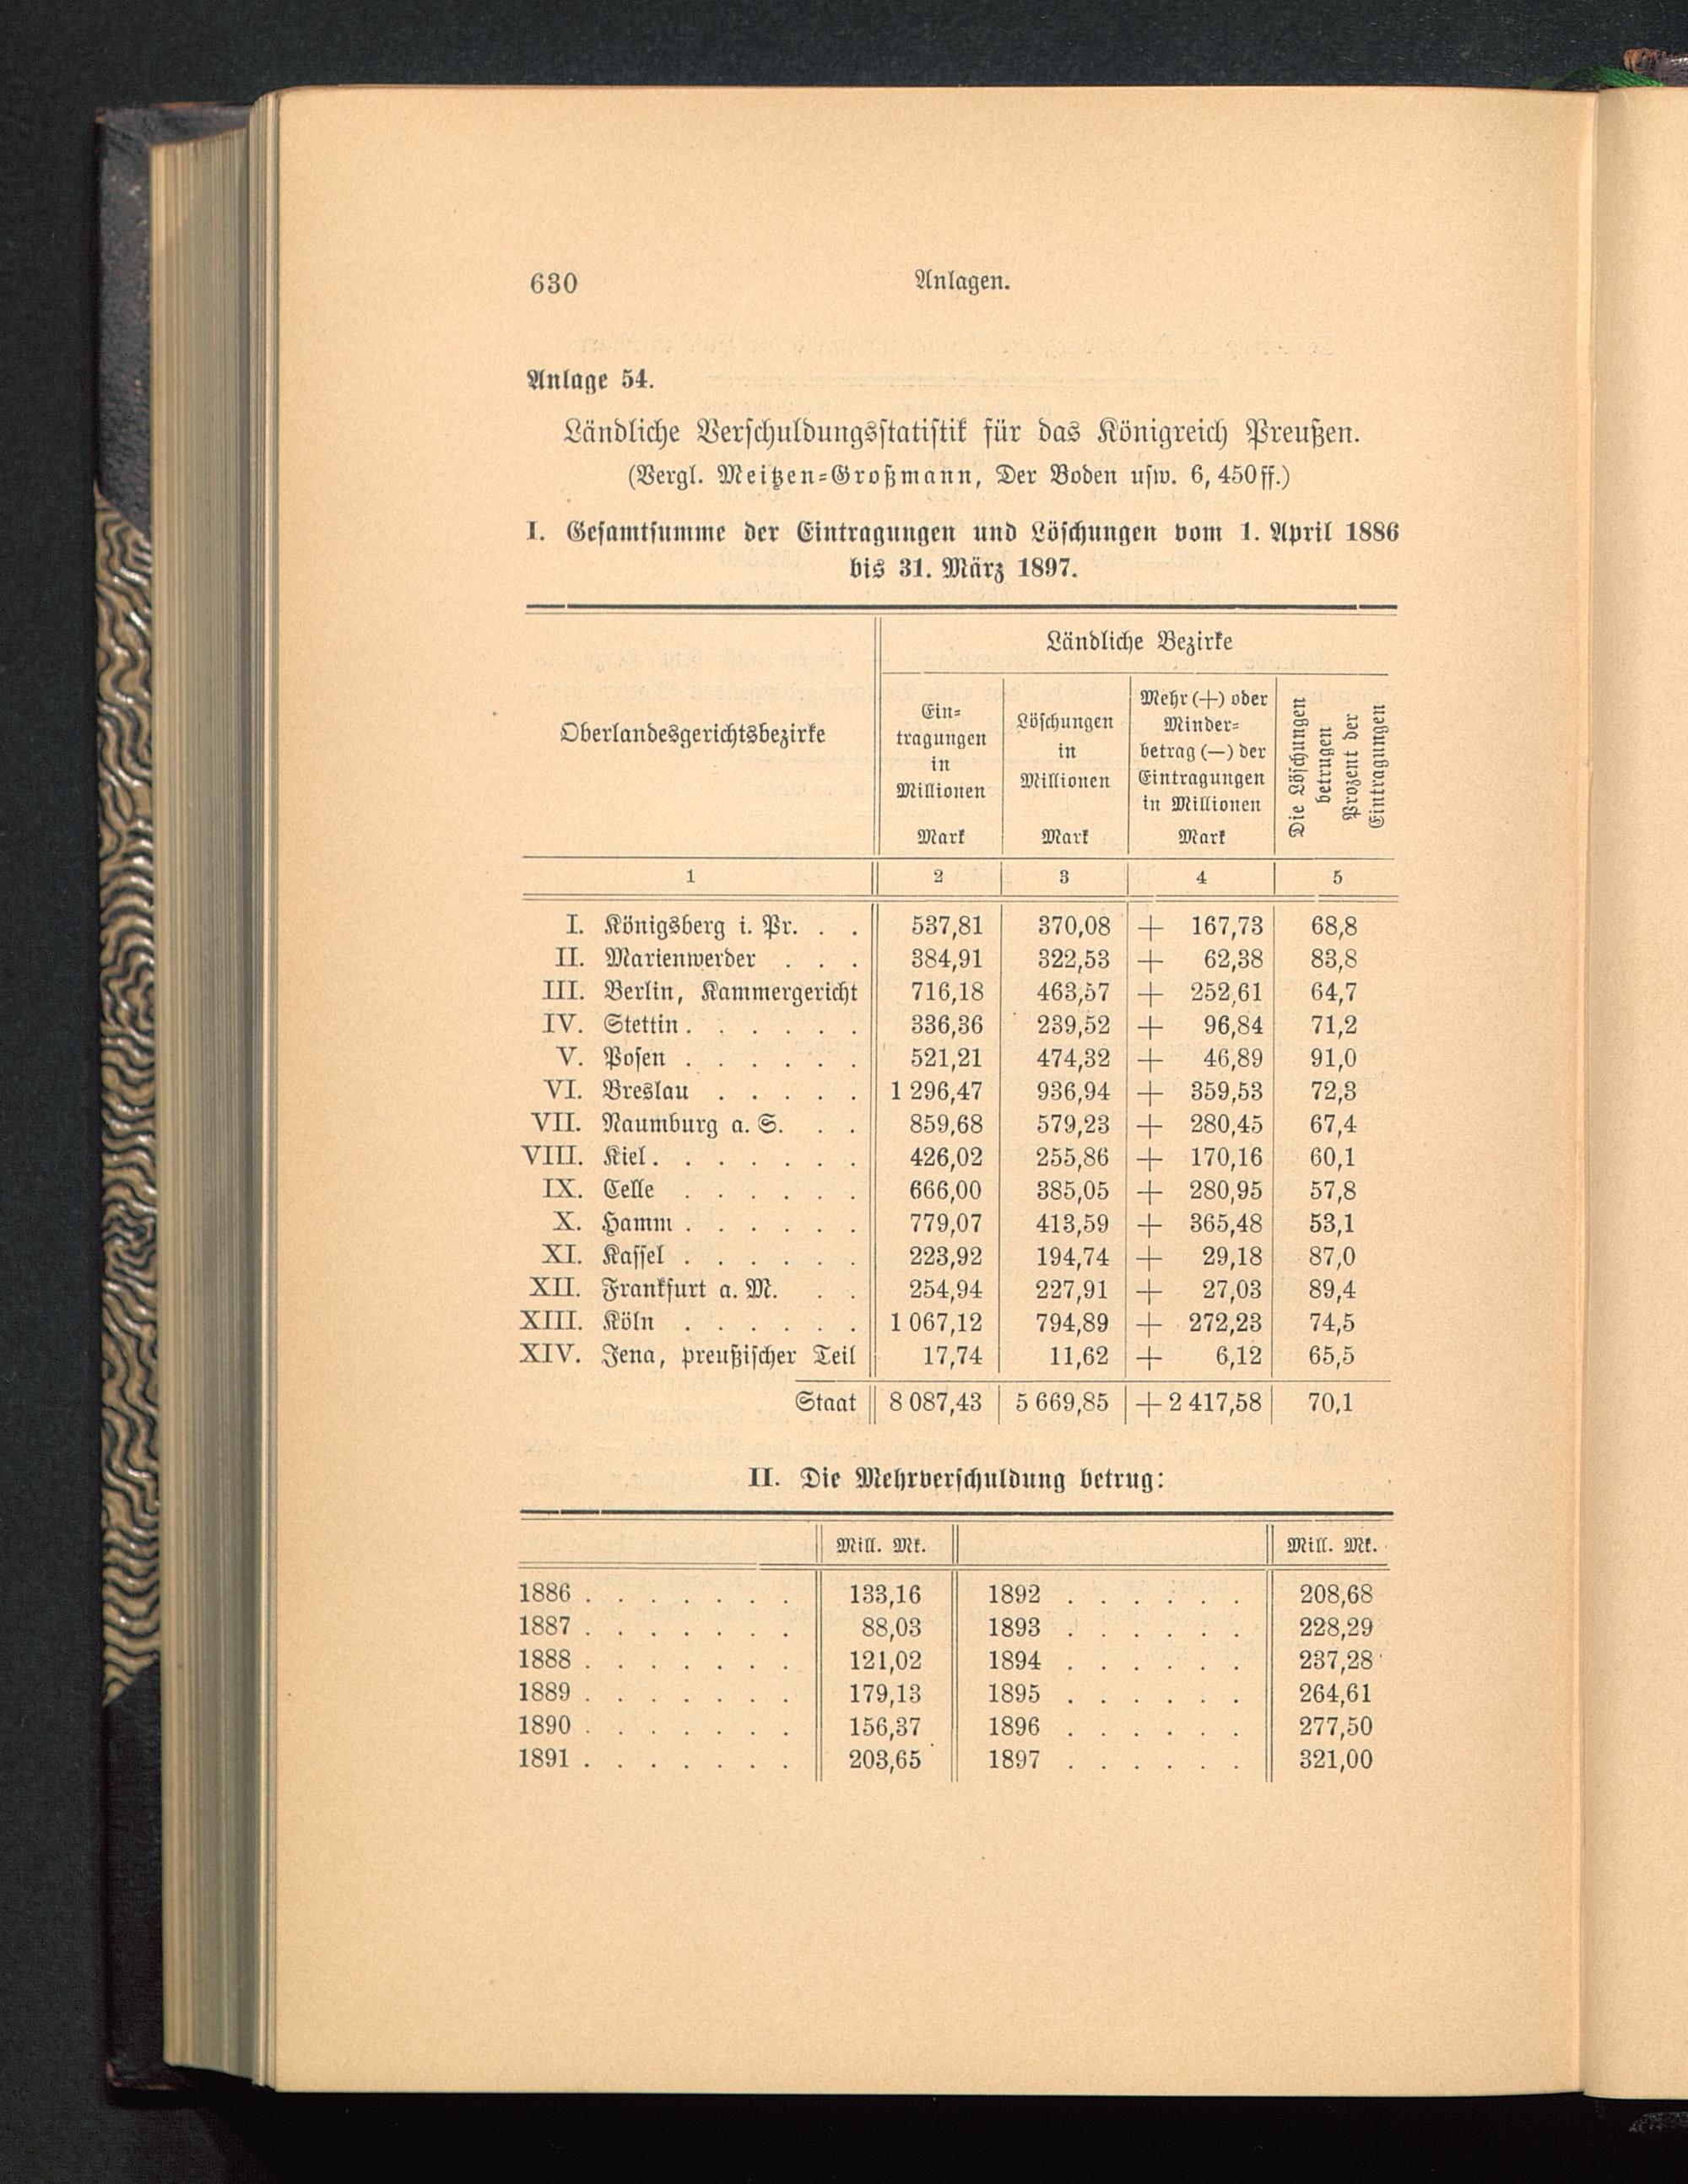 630 Anlagen.
Anlage 54.
Ländliche Verschuldungsstatistik für das Königreich Preußen.
(Vergl. Meitzen-Großmann, Der Boden usw. 6, 450 ff.)
I. Gesamtsumme der Eintragungen und Löschungen vom 1. April 1886
bis 31. März 1897.
Oberlandesgerichtsbezirke
Ländliche Bezirke
Ein-
tragungen
in
Millionen
Mark
Löschungen
in
Millionen
Mark
Mehr (+) oder
Minder-
betrag (—) der
Eintragungen
in Millionen
Mark
Die Löschungen
betrugen
Prozent der
Eintragungen
1 2 3 4 5
I. Königsberg i. Pr. . . 537,81 370,08 + 167,73 68,8
II. Marienwerder . . . 384,91 322,53 + 62,38 83,8
III. Berlin, Kammergericht 716,18 463,57 + 252,61 64,7
IV. Stettin . . . . . . 336,36 239,52 + 96,84 71,2
V. Posen . . . . . . 521,21 474,32 + 46,89 91,0
VI. Breslau . . . . . 1 296,47 936,94 + 359,53 72,3
VII. Naumburg a. S. . . 859,68 579,23 + 280,45 67,4
VIII. Kiel . . . . . . . 426,02 255,86 + 170,16 60,1
IX. Celle . . . . . . 666,00 385,05 + 280,95 57,8
X. Hamm . . . . . . 779,07 413,59 + 365,48 53,1
XI. Kassel . . . . . . 223,92 194,74 + 29,18 87,0
XII. Frankfurt a. M. . . 254,94 227,91 + 27,03 89,4
XIII. Köln . . . . . . 1 067,12 794,89 + 272,23 74,5
XIV. Jena, preußischer Teil 17,74 11,62 + 6,12 65,5
Staat 8 087,43 5 669,85 + 2 417,58 70,1
II. Die Mehrverschuldung betrug:
Mill. Mk. Mill. Mk.
1886 . . . . . . . 133,16 1892 . . . . . . 208,68
1887 . . . . . . . 88,03 1893 . . . . . . 228,29
1888 . . . . . . . 121,02 1894 . . . . . . 237,28
1889 . . . . . . . 179,13 1895 . . . . . . 264,61
1890 . . . . . . . 156,37 1896 . . . . . . 277,50
1891 . . . . . . . 203,65 1897 . . . . . . 321,00